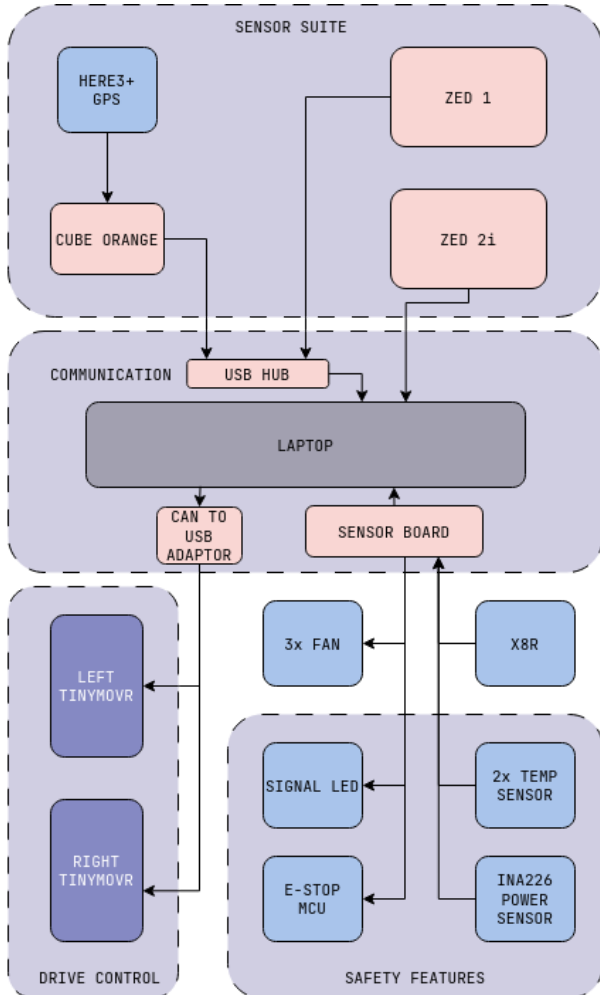 SENSOR SUITE
HERE3+
GPS
ZED 1
CUBE ORANGE
ZED 2i
COMMUNICATION
USB HUB
LAPTOP
CAN TO
USB
ADAPTOR
SENSOR BOARD
LEFT
TINYMOVR
3x FAN
X8R
SIGNAL LED
2x TEMP
SENSOR
RIGHT
TINYMOVR
E-STOP
MCU
INA226
POWER
SENSOR
DRIVE CONTROL
SAFETY FEATURES